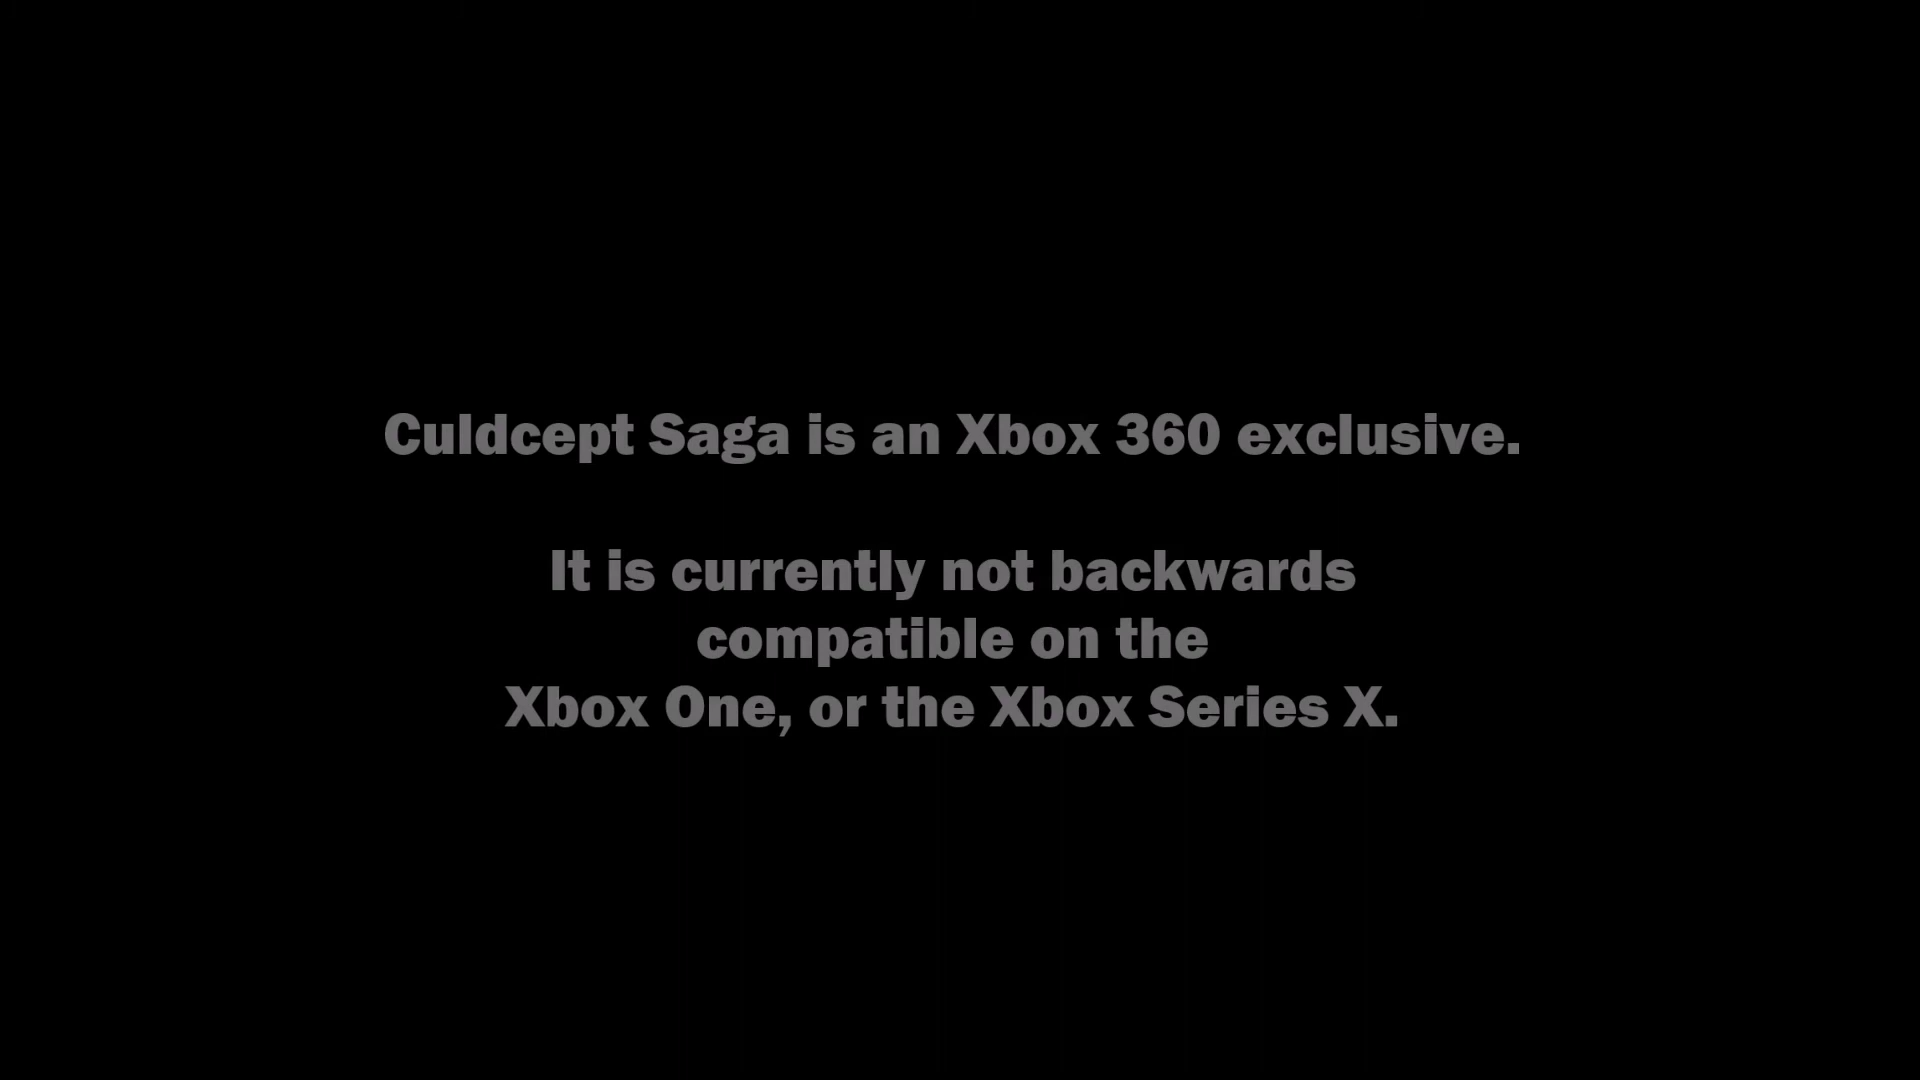 Culdcept Saga is an Xbox 360 exclusive.
It is currently not backwards
compatible on the
Xbox One, or the Xbox Series X.